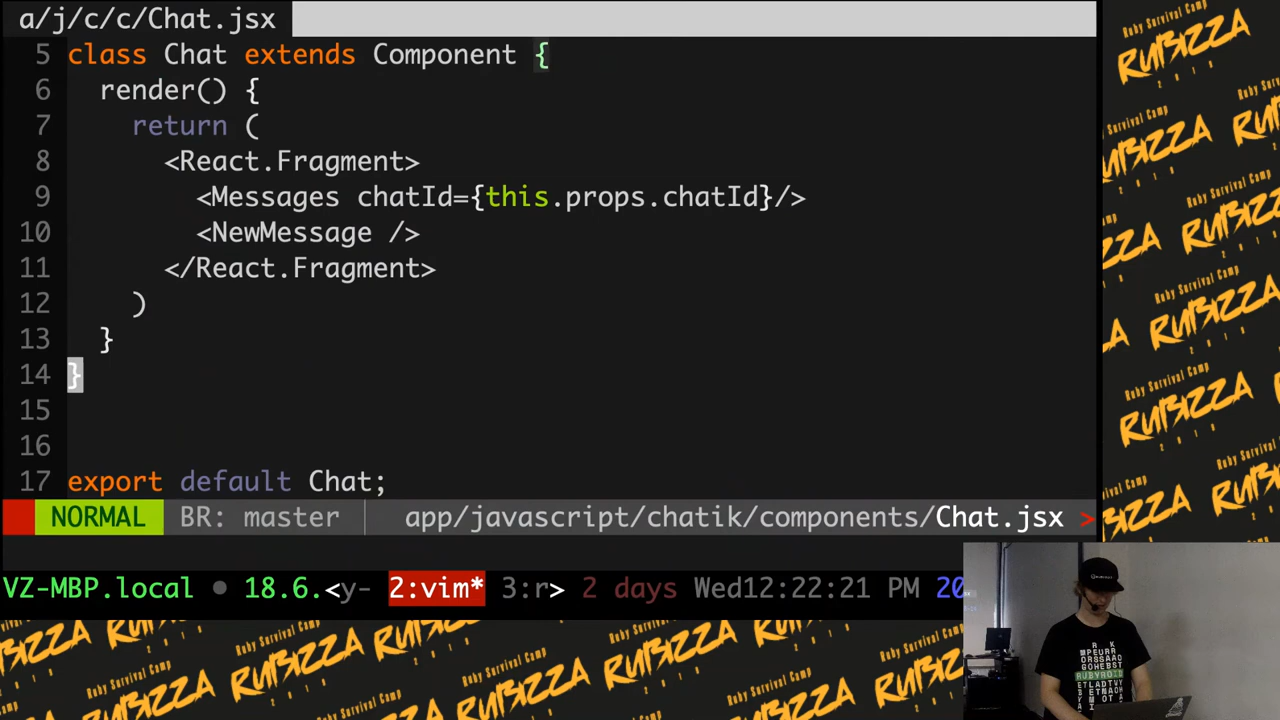 a/j/c/c/Chat.jsx
5 class Chat extends Component {
6 render() {
7 return (
8 <React.Fragment>
9 <Messages chatId={this.props.chatId}/>
10 <NewMessage />
11 </React.Fragment>
12 )
13 }
14 }
15
16
17 export default Chat;
NORMAL BR: master app/javascript/chatik/components/Chat.jsx >
VZ-MBP.local ● 18.6.<y- 2:vim* 3:r> 2 days Wed12:22:21 PM 20
Ruby Survival Camp
RUBIZZA
2018